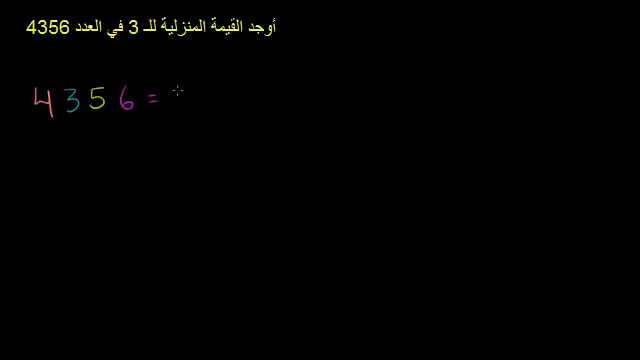 أوجد القيمة المنزلية للـ 3 في العدد 4356
4356 =